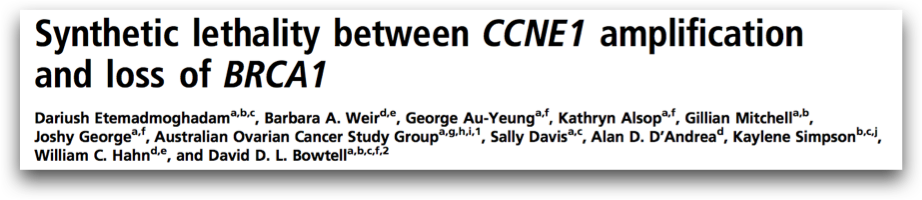 Synthetic lethality between CCNE1 amplification
and loss of BRCA1
Dariush Etemadmoghadam^a,b,c, Barbara A. Weir^d,e, George Au-Yeung^a,f, Kathryn Alsop^a,f, Gillian Mitchell^a,b,
Joshy George^a,f, Australian Ovarian Cancer Study Group^a,g,h,i,1, Sally Davis^a,c, Alan D. D'Andrea^d, Kaylene Simpson^b,c,j,
William C. Hahn^d,e, and David D. L. Bowtell^a,b,c,f,2